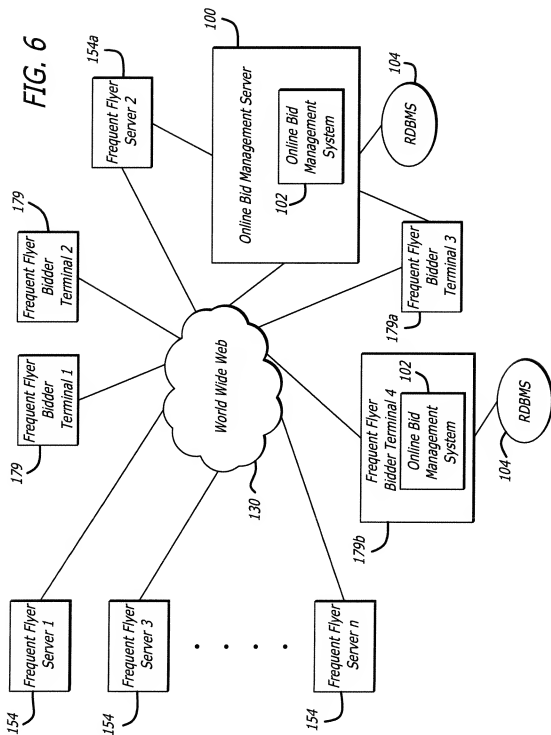 FIG. 6
179
Frequent Flyer
Bidder
Terminal 1
179
Frequent Flyer
Bidder
Terminal 2
154a
Frequent Flyer
Server 2
154
Frequent Flyer
Server 1
154
Frequent Flyer
Server 3
. . . .
154
Frequent Flyer
Server n
World Wide Web
130
100
Online Bid Management Server
102
Online Bid
Management
System
104
RDBMS
179a
Frequent Flyer
Bidder
Terminal 3
179b
Frequent Flyer
Bidder Terminal 4
102
Online Bid
Management
System
104
RDBMS